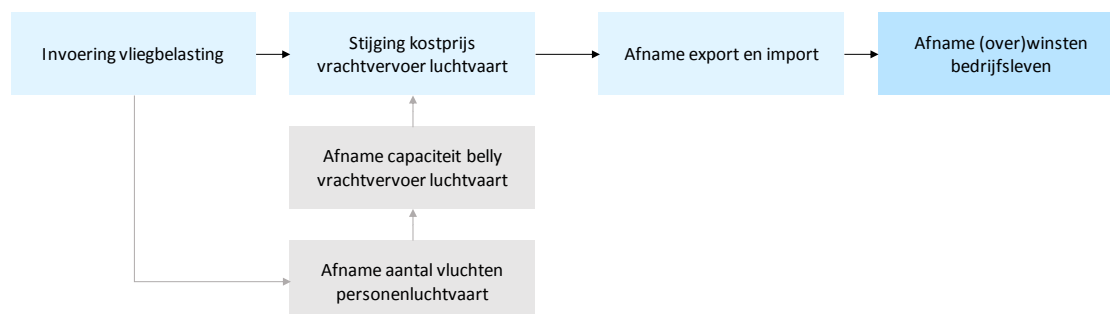 Invoering vliegbelasting
Stijging kostprijs
vrachtvervoer luchtvaart
Afname export en import
Afname (over)winsten
bedrijfsleven
Afname capaciteit belly
vrachtvervoer luchtvaart
Afname aantal vluchten
personenluchtvaart